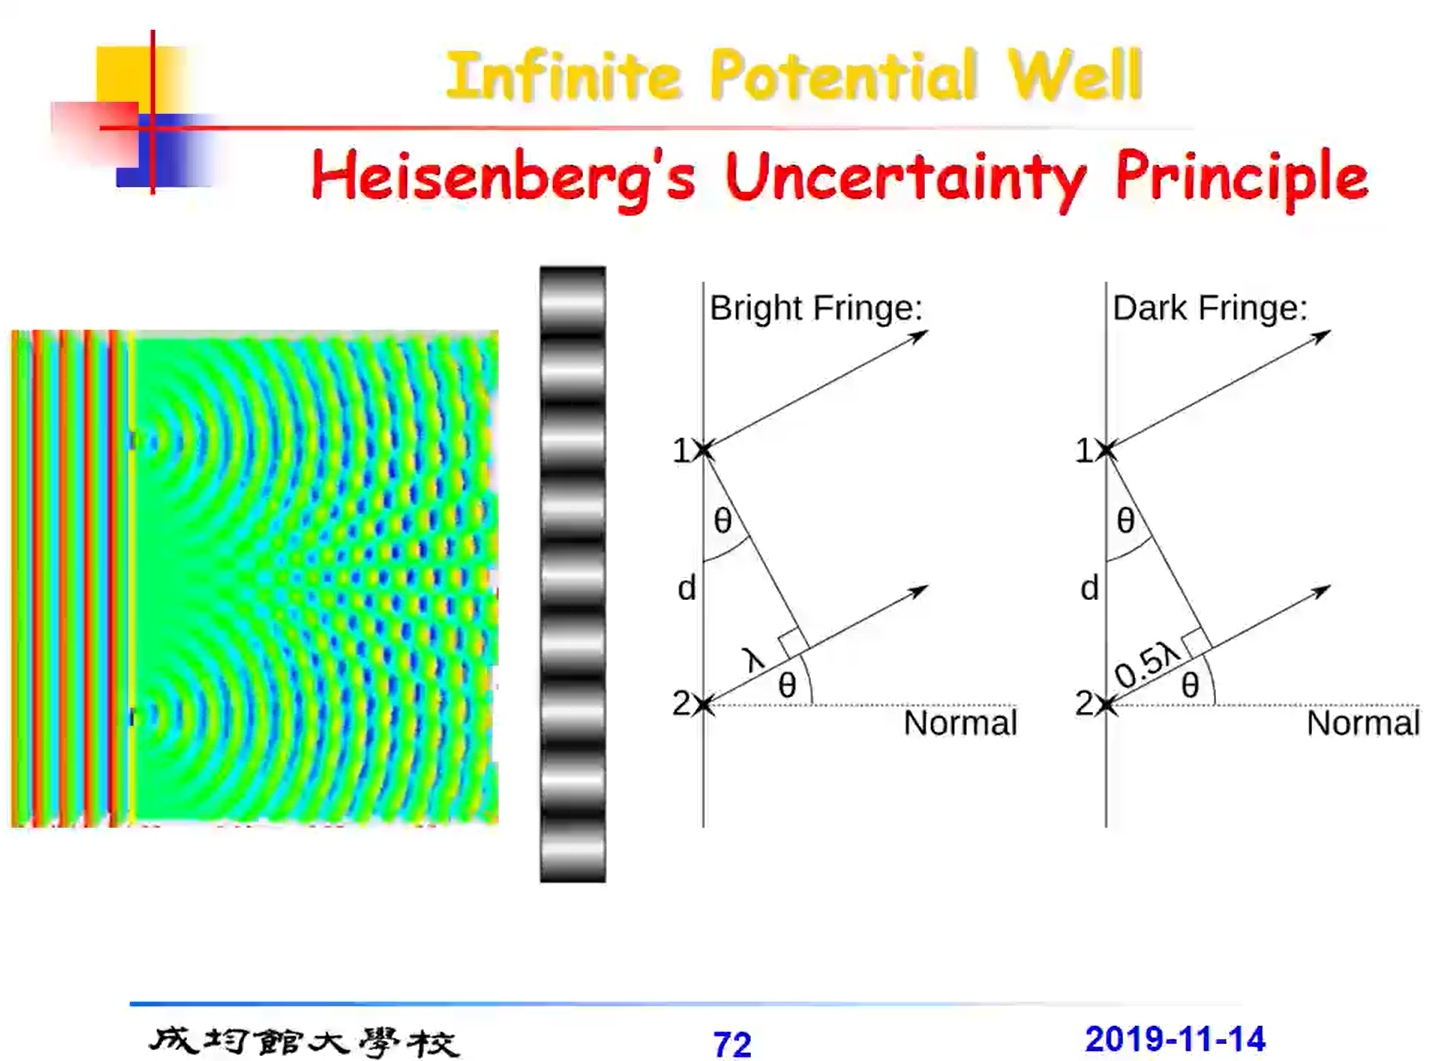 Infinite Potential Well
Heisenberg's Uncertainty Principle
Bright Fringe:
1
θ
d
λ
θ
2
Normal
Dark Fringe:
1
θ
d
0.5λ
θ
2
Normal
成均館大學校
72
2019-11-14